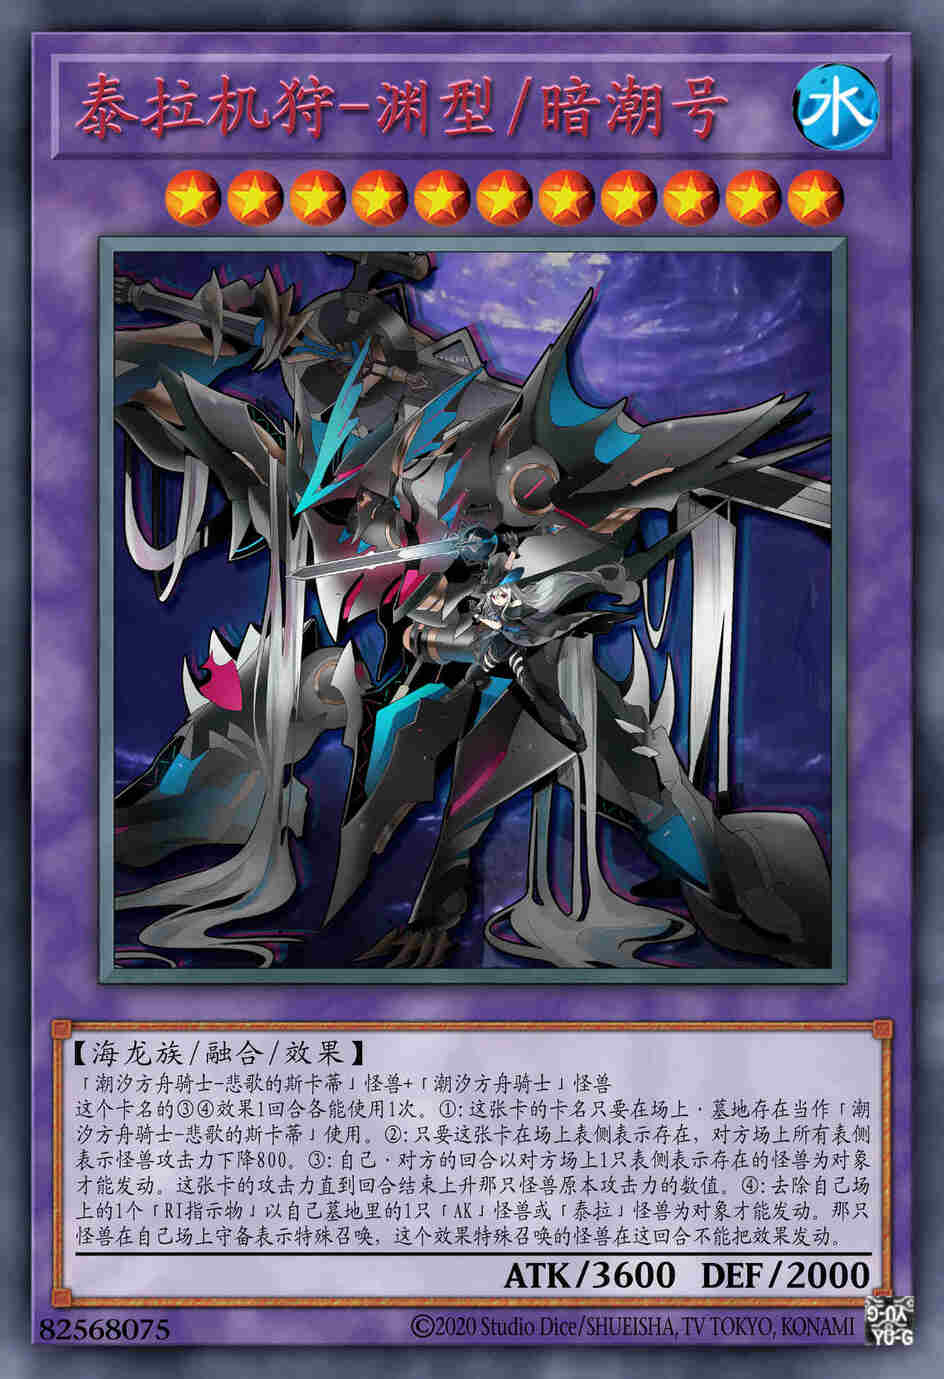 泰拉机狩-渊型/暗潮号
水
【海龙族/融合/效果】
「潮汐方舟骑士-悲歌的斯卡蒂」怪兽+「潮汐方舟骑士」怪兽
这个卡名的③④效果1回合各能使用1次。①:这张卡的卡名只要在场上·墓地存在当作「潮
汐方舟骑士-悲歌的斯卡蒂」使用。②:只要这张卡在场上表侧表示存在,对方场上所有表侧
表示怪兽攻击力下降800。③:自己·对方的回合以对方场上1只表侧表示存在的怪兽为对象
才能发动。这张卡的攻击力直到回合结束上升那只怪兽原本攻击力的数值。④:去除自己场
上的1个「RI指示物」以自己墓地里的1只「AK」怪兽或「泰拉」怪兽为对象才能发动。那只
怪兽在自己场上守备表示特殊召唤,这个效果特殊召唤的怪兽在这回合不能把效果发动。
ATK/3600 DEF/2000
82568075
©2020 Studio Dice/SHUEISHA, TV TOKYO, KONAMI